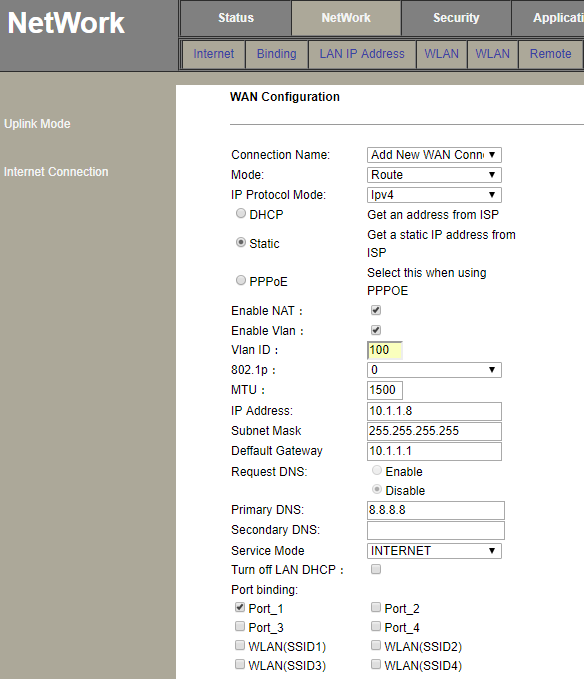 NetWork
Status NetWork Security Applicati
Internet Binding LAN IP Address WLAN WLAN Remote
Uplink Mode
Internet Connection
WAN Configuration
Connection Name: Add New WAN Conne
Mode: Route
IP Protocol Mode: Ipv4
DHCP Get an address from ISP
Static Get a static IP address from
ISP
PPPoE Select this when using
PPPOE
Enable NAT :
Enable Vlan :
Vlan ID : 100
802.1p : 0
MTU : 1500
IP Address: 10.1.1.8
Subnet Mask 255.255.255.255
Deffault Gateway 10.1.1.1
Request DNS: Enable
Disable
Primary DNS: 8.8.8.8
Secondary DNS:
Service Mode INTERNET
Turn off LAN DHCP :
Port binding:
Port_1 Port_2
Port_3 Port_4
WLAN(SSID1) WLAN(SSID2)
WLAN(SSID3) WLAN(SSID4)